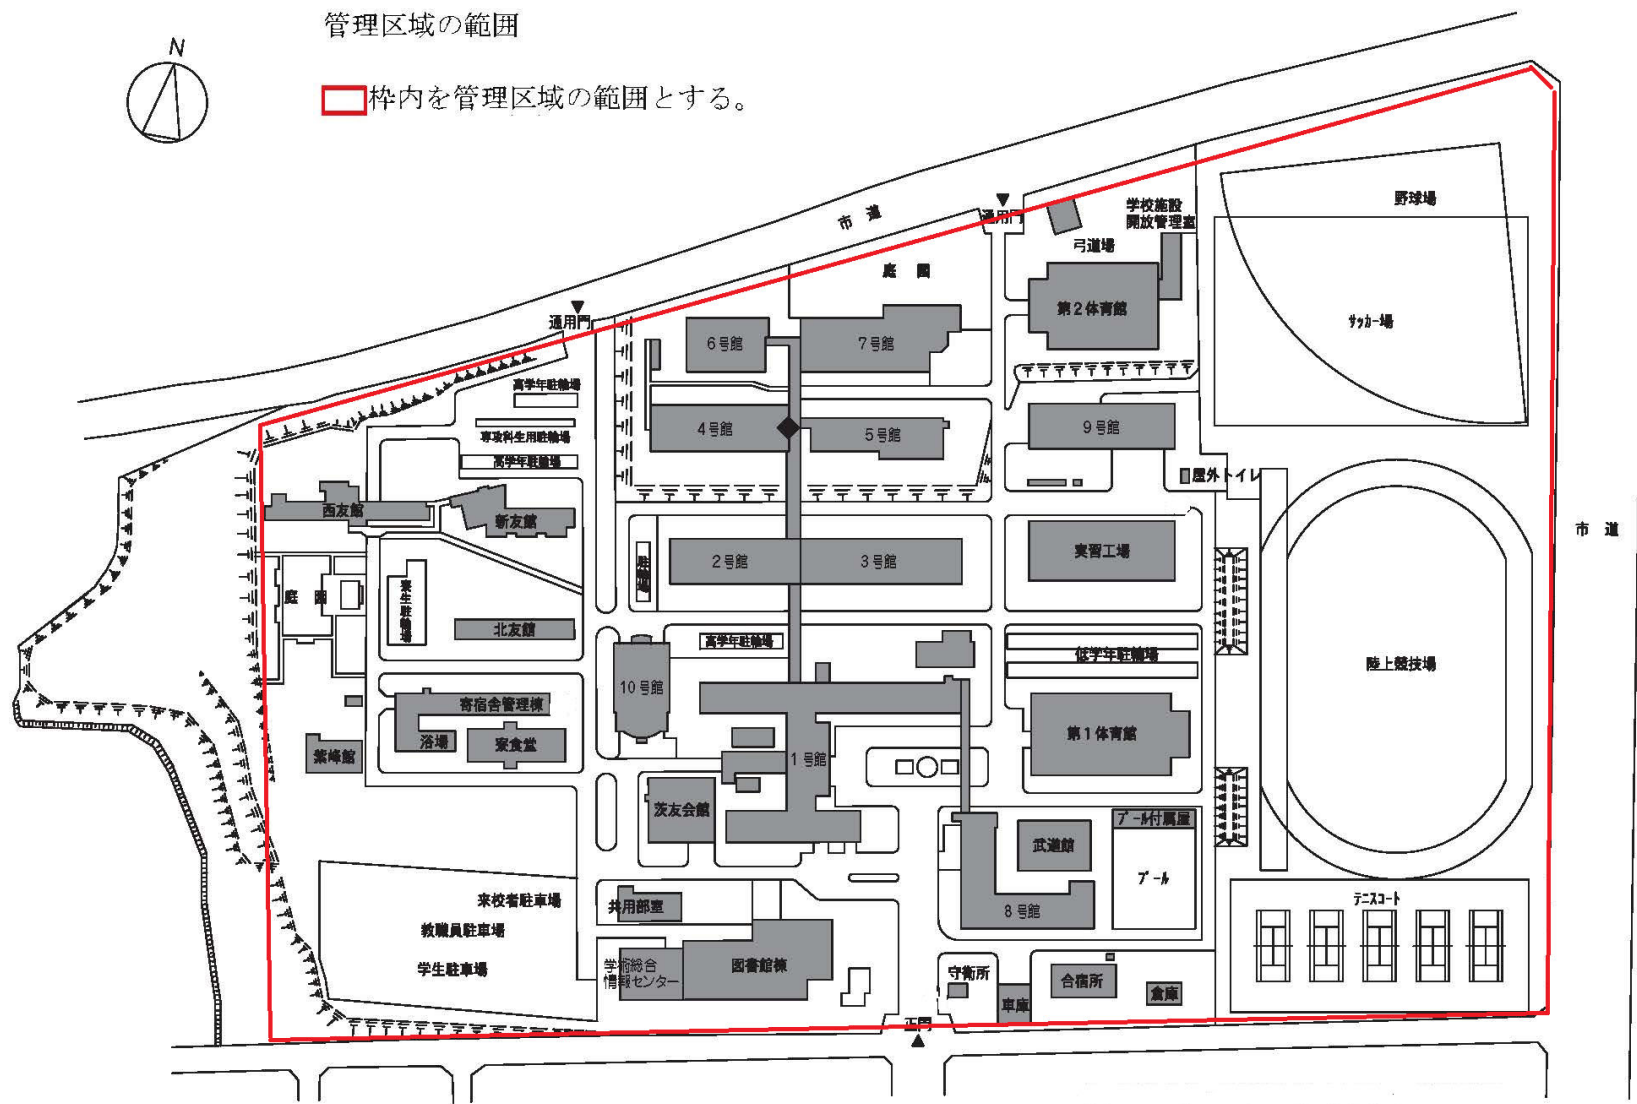 管理区域の範囲
N
枠内を管理区域の範囲とする。
市 道
通用門
学校施設
開放管理室
野球場
弓道場
庭 園
第2体育館
サッカー場
通用門
6号館
7号館
高学年駐輪場
専攻科生用駐輪場
高学年駐輪場
4号館
5号館
9号館
屋外トイレ
西友館
新友館
市 道
駐輪場
2号館
3号館
実習工場
庭 園
寮生駐輪場
北友館
高学年駐輪場
低学年駐輪場
陸上競技場
10号館
寄宿舎管理棟
浴場
寮食堂
紫峰館
1号館
第1体育館
茨友会館
プール付属屋
武道館
プール
来校者駐車場
教職員駐車場
学生駐車場
共用部室
8号館
テニスコート
学術総合
情報センター
図書館棟
守衛所
車庫
合宿所
倉庫
正門